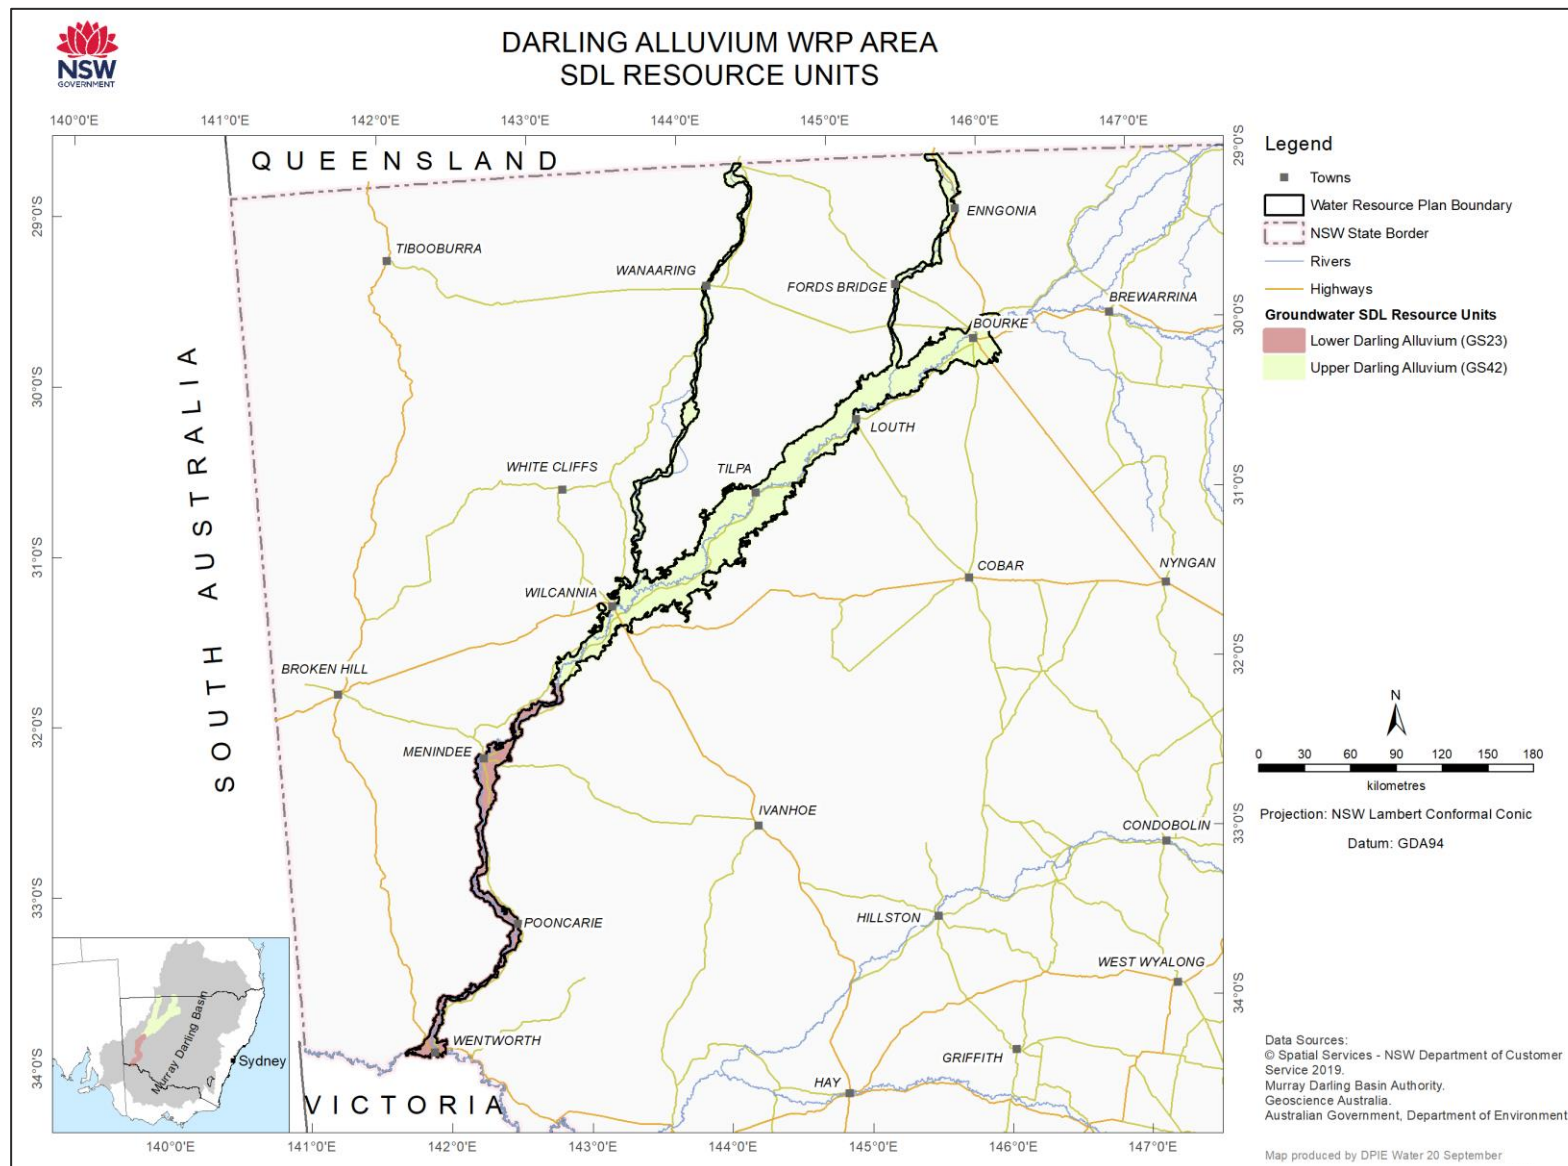 NSW
GOVERNMENT
DARLING ALLUVIUM WRP AREA
SDL RESOURCE UNITS
140°0'E 141°0'E 142°0'E 143°0'E 144°0'E 145°0'E 146°0'E 147°0'E
29°0'S
30°0'S
31°0'S
32°0'S
33°0'S
34°0'S
QUEENSLAND
SOUTH AUSTRALIA
VICTORIA
ENNGONIA
TIBOOBURRA
WANAARING
FORDS BRIDGE
BREWARRINA
BOURKE
LOUTH
WHITE CLIFFS
TILPA
COBAR
NYNGAN
WILCANNIA
BROKEN HILL
MENINDEE
IVANHOE
CONDOBOLIN
POONCARIE
HILLSTON
WEST WYALONG
WENTWORTH
GRIFFITH
HAY
29°0'S
30°0'S
31°0'S
32°0'S
33°0'S
34°0'S
140°0'E 141°0'E 142°0'E 143°0'E 144°0'E 145°0'E 146°0'E 147°0'E
Murray Darling Basin
Sydney
Legend
Towns
Water Resource Plan Boundary
NSW State Border
Rivers
Highways
Groundwater SDL Resource Units
Lower Darling Alluvium (GS23)
Upper Darling Alluvium (GS42)
N
0 30 60 90 120 150 180
kilometres
Projection: NSW Lambert Conformal Conic
Datum: GDA94
Data Sources:
© Spatial Services - NSW Department of Customer
Service 2019.
Murray Darling Basin Authority.
Geoscience Australia.
Australian Government, Department of Environment
Map produced by DPIE Water 20 September